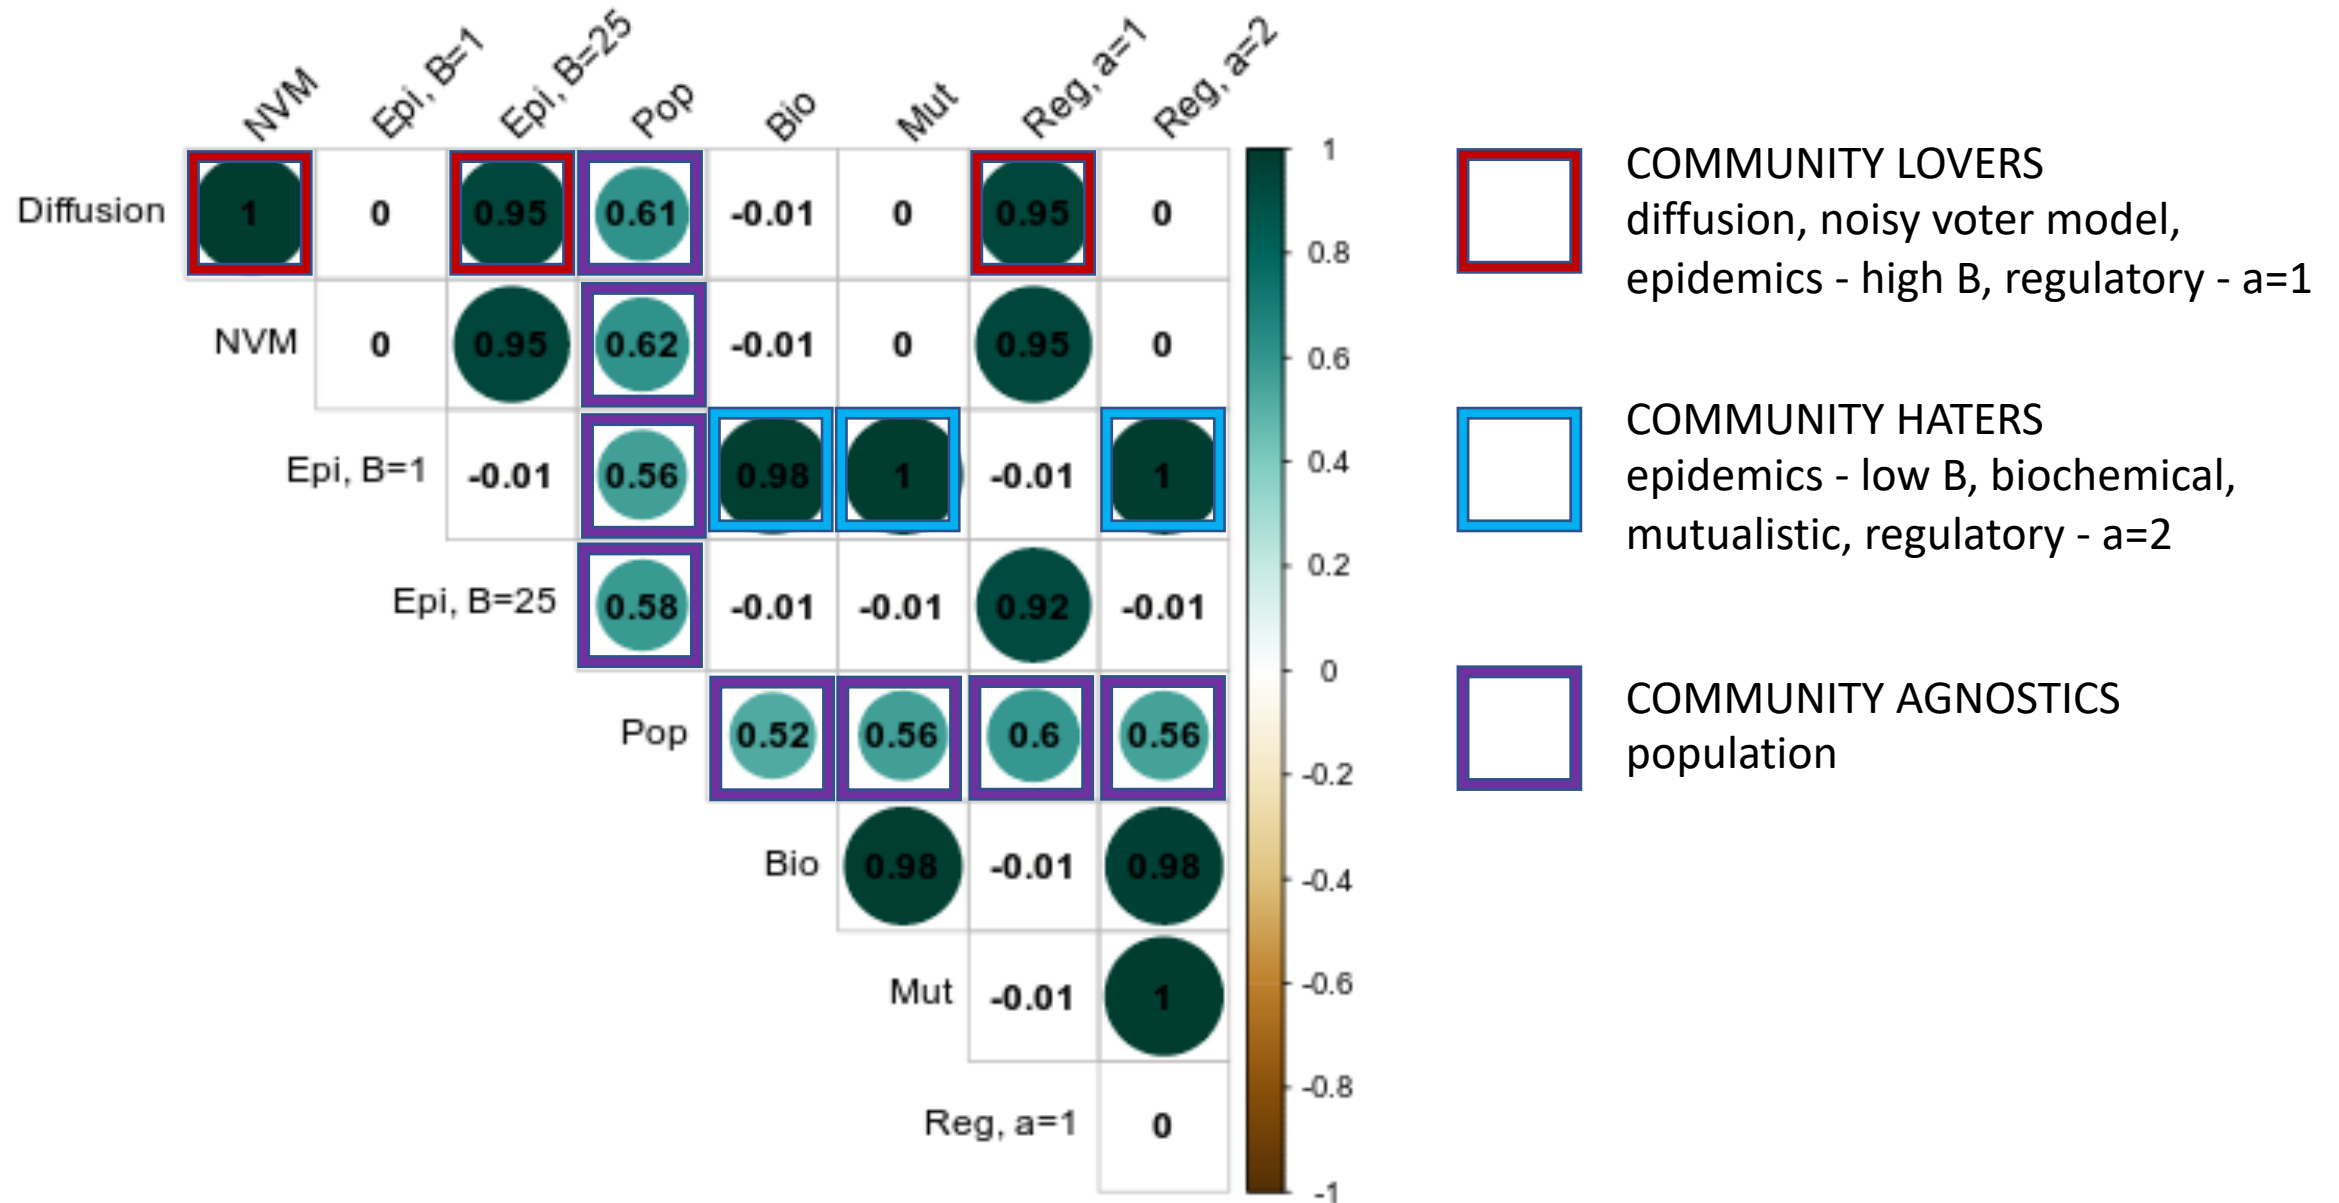 NVM Epi, B=1 Epi, B=25 Pop Bio Mut Reg, a=1 Reg, a=2
Diffusion 1 0 0.95 0.61 -0.01 0 0.95 0
NVM 0 0.95 0.62 -0.01 0 0.95 0
Epi, B=1 -0.01 0.56 0.98 1 -0.01 1
Epi, B=25 0.58 -0.01 -0.01 0.92 -0.01
Pop 0.52 0.56 0.6 0.56
Bio 0.98 -0.01 0.98
Mut -0.01 1
Reg, a=1 0
1
0.8
0.6
0.4
0.2
0
-0.2
-0.4
-0.6
-0.8
-1
COMMUNITY LOVERS
diffusion, noisy voter model,
epidemics - high B, regulatory - a=1
COMMUNITY HATERS
epidemics - low B, biochemical,
mutualistic, regulatory - a=2
COMMUNITY AGNOSTICS
population